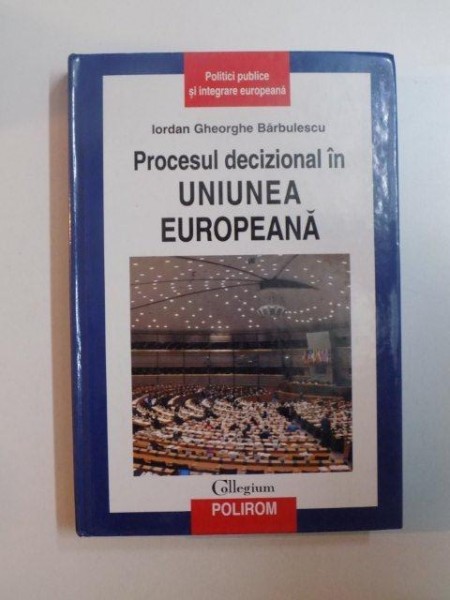 Politici publice
și integrare europeană
Iordan Gheorghe Bărbulescu
Procesul decizional în
UNIUNEA
EUROPEANĂ
Collegium
POLIROM